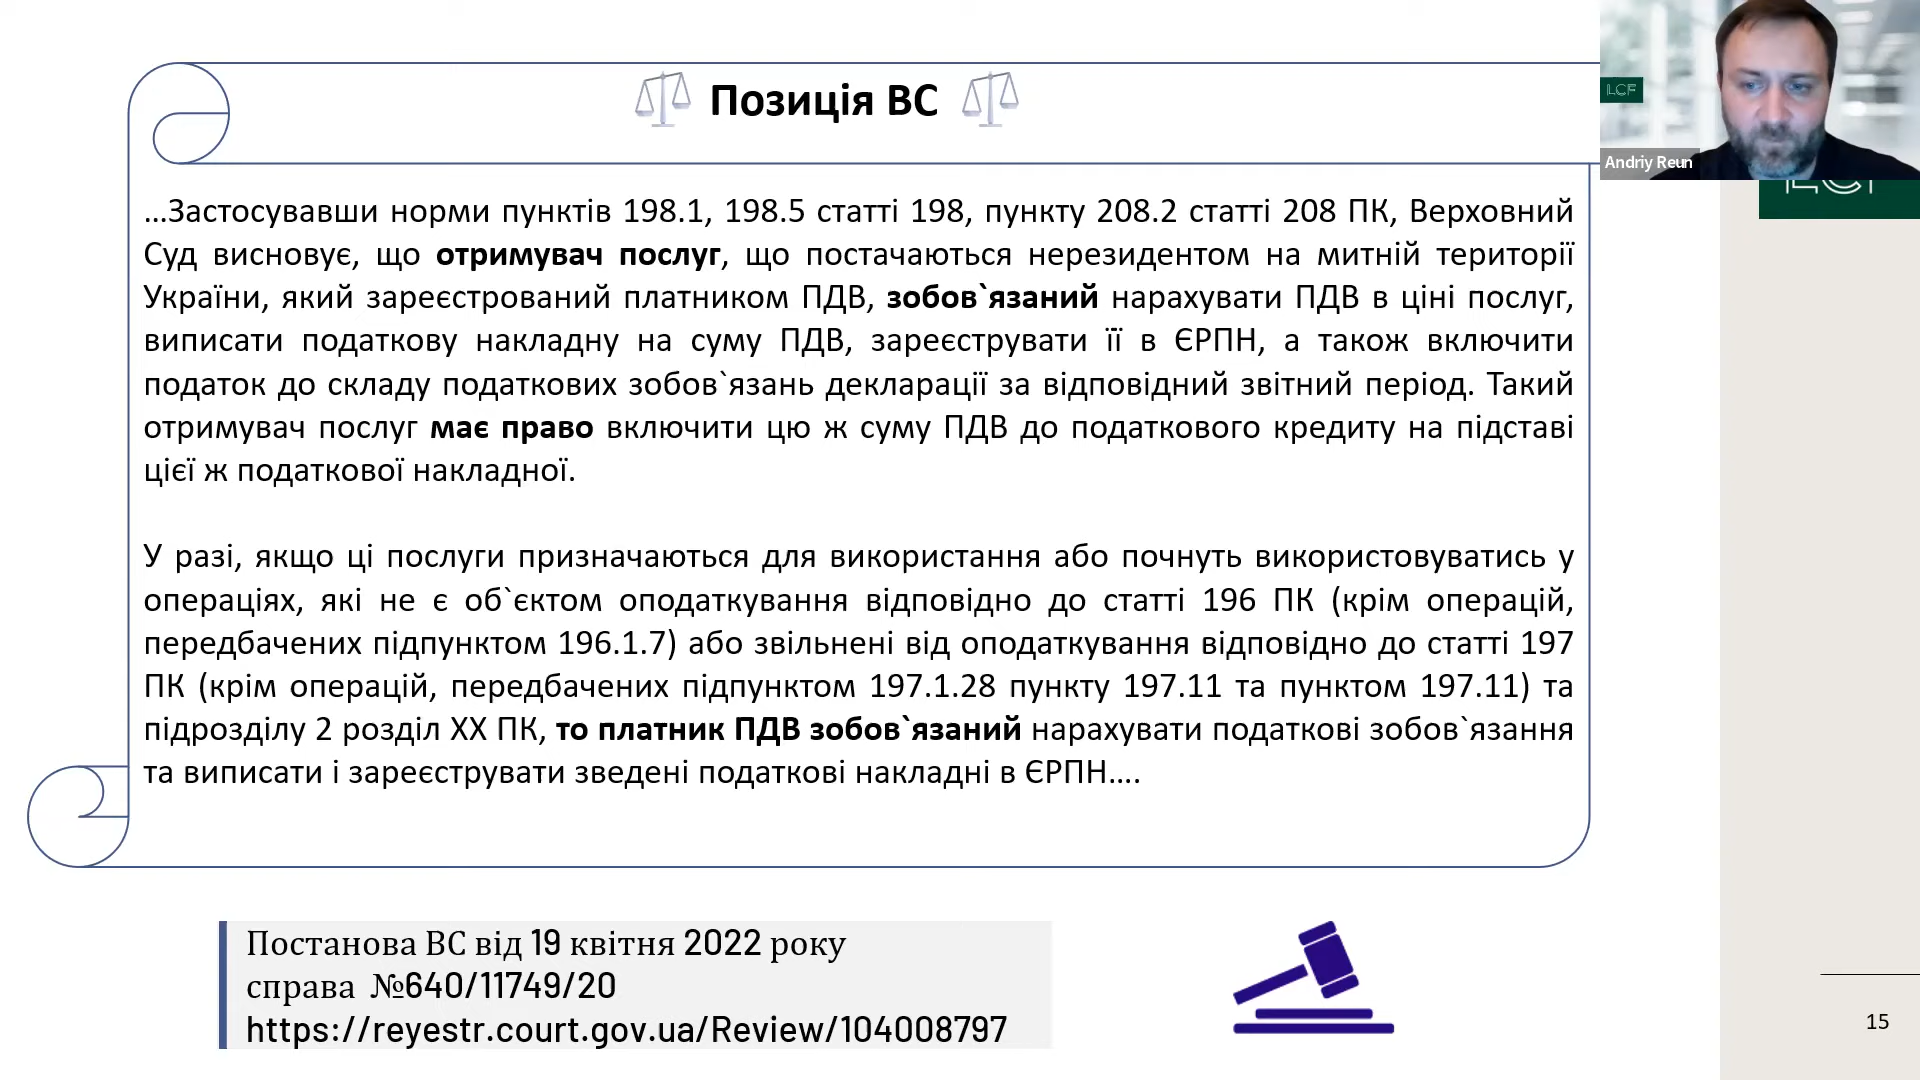 Позиція ВС
LCF
Andriy Reun
...Застосувавши норми пунктів 198.1, 198.5 статті 198, пункту 208.2 статті 208 ПК, Верховний
Суд висновує, що отримувач послуг, що постачаються нерезидентом на митній території
України, який зареєстрований платником ПДВ, зобов`язаний нарахувати ПДВ в ціні послуг,
виписати податкову накладну на суму ПДВ, зареєструвати її в ЄРПН, а також включити
податок до складу податкових зобов`язань декларації за відповідний звітний період. Такий
отримувач послуг має право включити цю ж суму ПДВ до податкового кредиту на підставі
цієї ж податкової накладної.
У разі, якщо ці послуги призначаються для використання або почнуть використовуватись у
операціях, які не є об`єктом оподаткування відповідно до статті 196 ПК (крім операцій,
передбачених підпунктом 196.1.7) або звільнені від оподаткування відповідно до статті 197
ПК (крім операцій, передбачених підпунктом 197.1.28 пункту 197.11 та пунктом 197.11) та
підрозділу 2 розділ XX ПК, то платник ПДВ зобов`язаний нарахувати податкові зобов`язання
та виписати і зареєструвати зведені податкові накладні в ЄРПН....
Постанова ВС від 19 квітня 2022 року
справа №640/11749/20
https://reyestr.court.gov.ua/Review/104008797
15